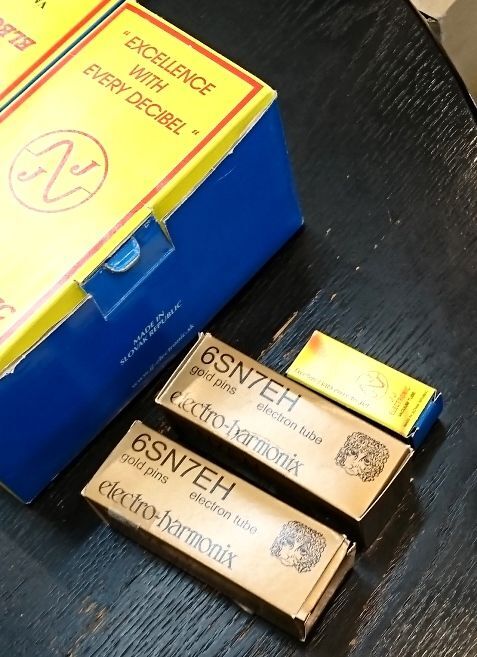 "EXCELLENCE
WITH
EVERY DECIBEL "
JJ
MADE IN
SLOVAK REPUBLIC
6SN7EH
gold pins
electron tube
electro-harmonix
6SN7EH
gold pins
electron tube
electro-harmonix